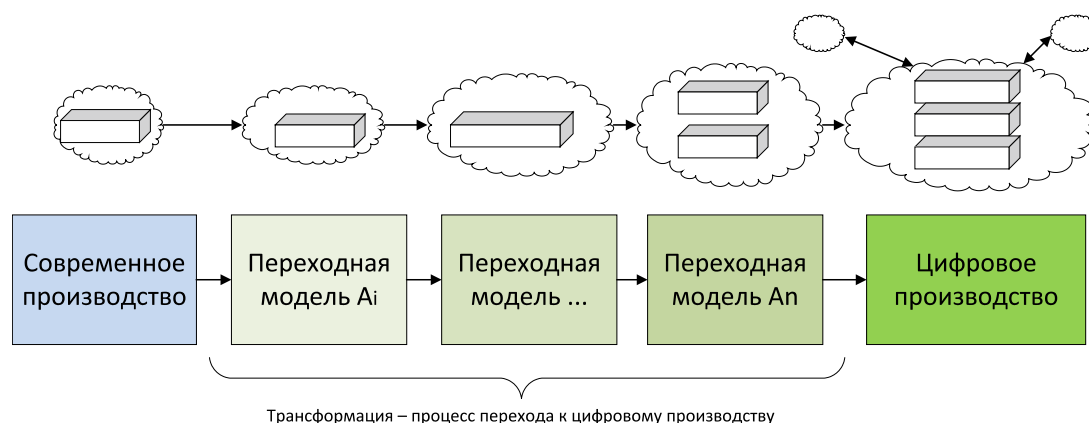 Современное
производство
Переходная
модель Ai
Переходная
модель ...
Переходная
модель An
Цифровое
производство
Трансформация – процесс перехода к цифровому производству